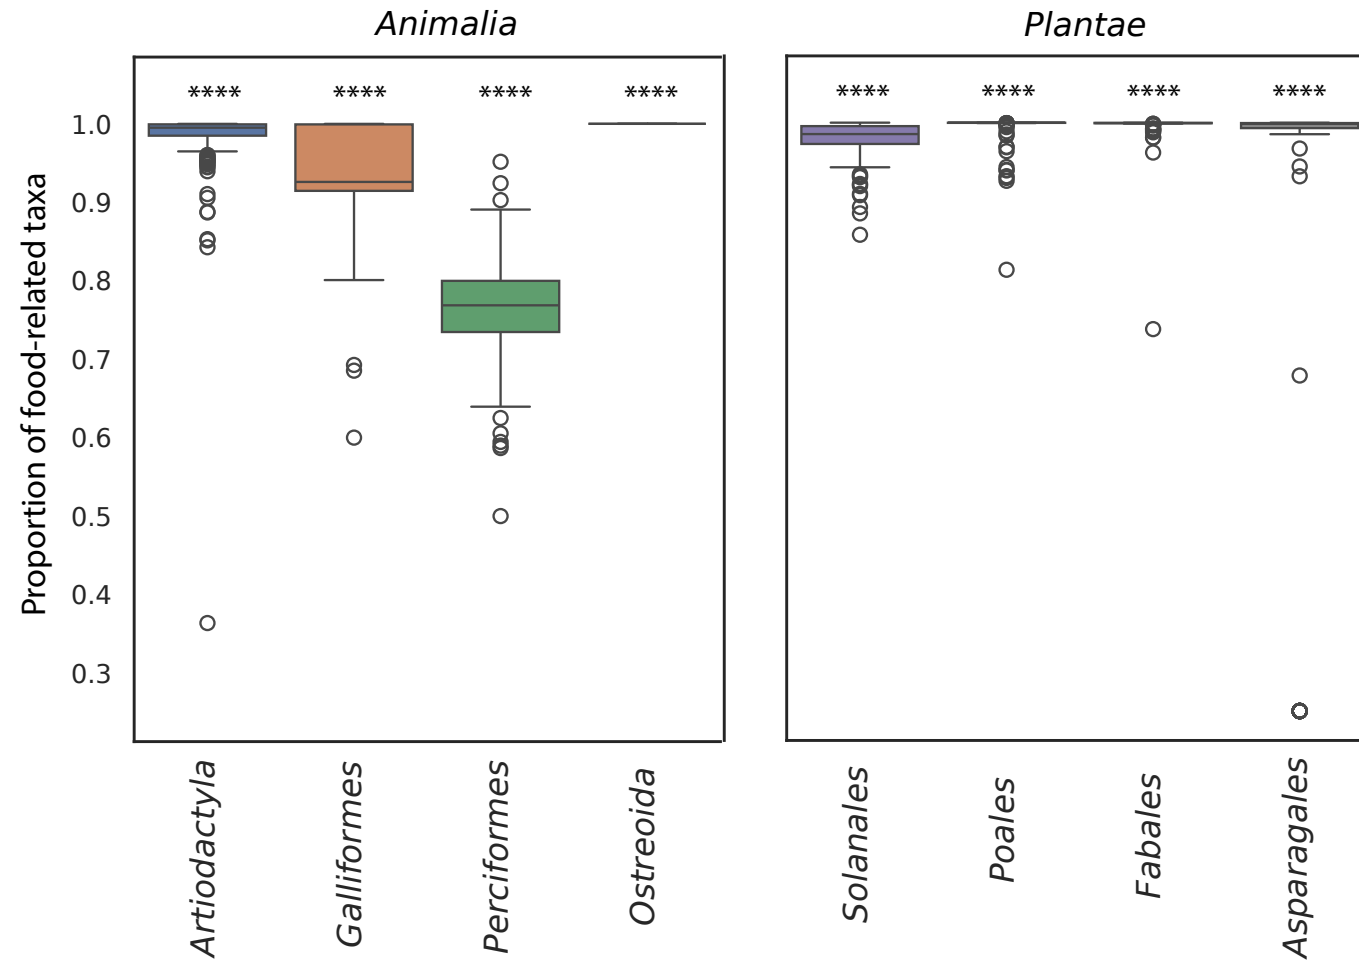 Animalia
Plantae
**** **** **** ****
**** **** **** ****
Proportion of food-related taxa
1.0
0.9
0.8
0.7
0.6
0.5
0.4
0.3
Artiodactyla
Galliformes
Perciformes
Ostreoida
Solanales
Poales
Fabales
Asparagales